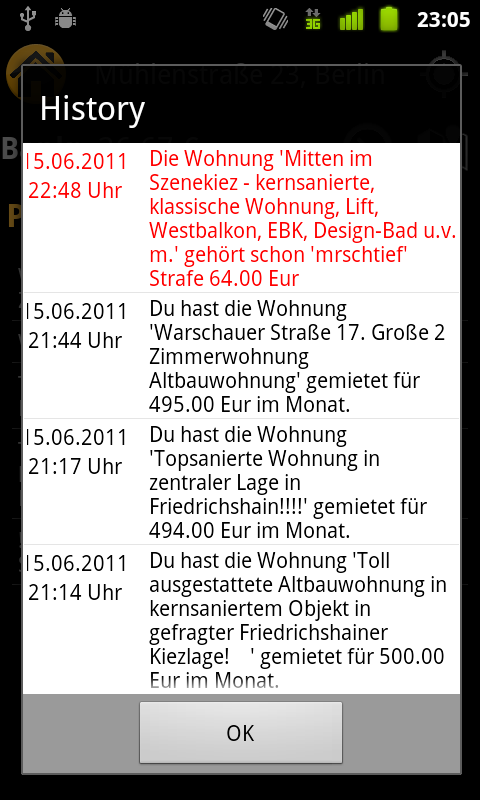 23:05
Mühlenstraße 23, Berlin
History
15.06.2011
22:48 Uhr
Die Wohnung 'Mitten im
Szenekiez - kernsanierte,
klassische Wohnung, Lift,
Westbalkon, EBK, Design-Bad u.v.
m.' gehört schon 'mrschtief'
Strafe 64.00 Eur
15.06.2011
21:44 Uhr
Du hast die Wohnung
'Warschauer Straße 17. Große 2
Zimmerwohnung
Altbauwohnung' gemietet für
495.00 Eur im Monat.
15.06.2011
21:17 Uhr
Du hast die Wohnung
'Topsanierte Wohnung in
zentraler Lage in
Friedrichshain!!!!' gemietet für
494.00 Eur im Monat.
15.06.2011
21:14 Uhr
Du hast die Wohnung 'Toll
ausgestattete Altbauwohnung in
kernsaniertem Objekt in
gefragter Friedrichshainer
Kiezlage!    ' gemietet für 500.00
Eur im Monat.
OK